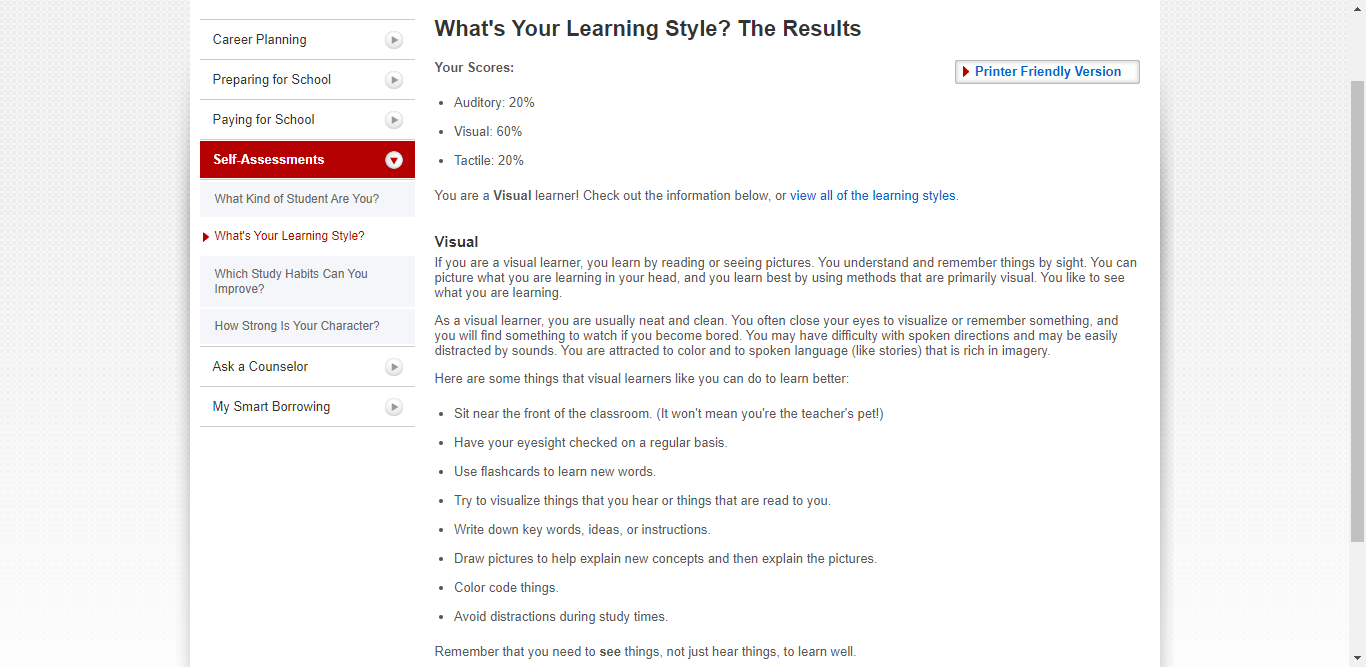 Career Planning
Preparing for School
Paying for School
Self-Assessments
What Kind of Student Are You?
What's Your Learning Style?
Which Study Habits Can You
Improve?
How Strong Is Your Character?
Ask a Counselor
My Smart Borrowing
What's Your Learning Style? The Results
Your Scores:
Printer Friendly Version
Auditory: 20%
Visual: 60%
Tactile: 20%
You are a Visual learner! Check out the information below, or view all of the learning styles.
Visual
If you are a visual learner, you learn by reading or seeing pictures. You understand and remember things by sight. You can
picture what you are learning in your head, and you learn best by using methods that are primarily visual. You like to see
what you are learning.
As a visual learner, you are usually neat and clean. You often close your eyes to visualize or remember something, and
you will find something to watch if you become bored. You may have difficulty with spoken directions and may be easily
distracted by sounds. You are attracted to color and to spoken language (like stories) that is rich in imagery.
Here are some things that visual learners like you can do to learn better:
Sit near the front of the classroom. (It won't mean you're the teacher's pet!)
Have your eyesight checked on a regular basis.
Use flashcards to learn new words.
Try to visualize things that you hear or things that are read to you.
Write down key words, ideas, or instructions.
Draw pictures to help explain new concepts and then explain the pictures.
Color code things.
Avoid distractions during study times.
Remember that you need to see things, not just hear things, to learn well.